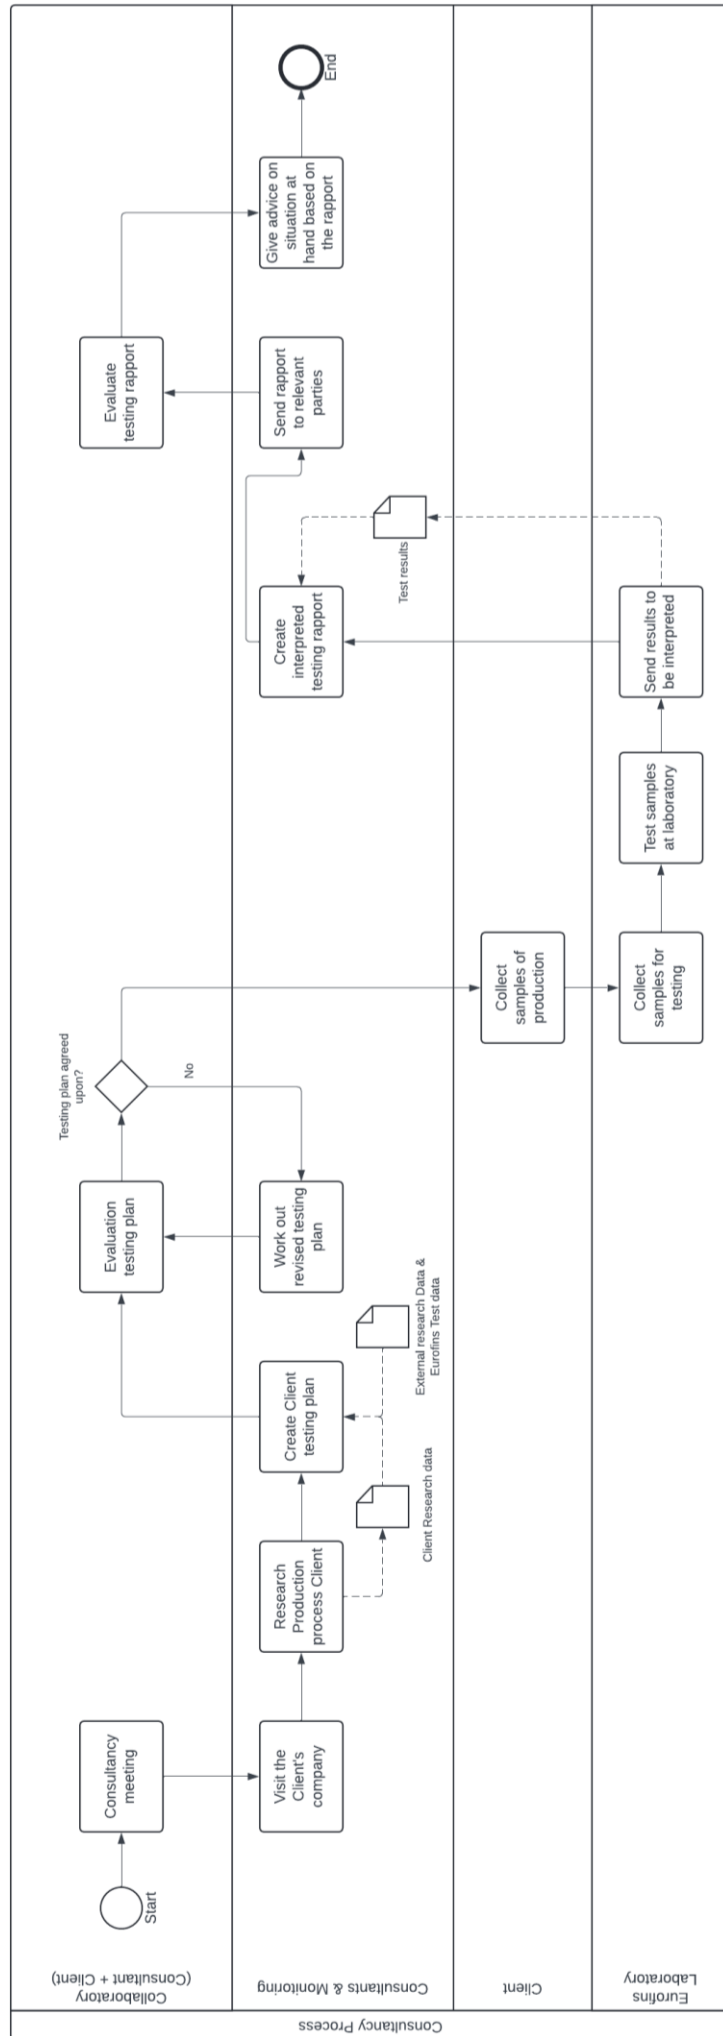 Consultancy Process
Collaboratory
(Consultant + Client)
Start
Consultancy
meeting
Evaluation
testing plan
Testing plan agreed
upon?
No
Evaluate
testing rapport
Consultants & Monitoring
Visit the
Client's
company
Research
Production
process Client
Client Research data
Create Client
testing plan
External research Data &
Eurofins Test data
Work out
revised testing
plan
Create
interpreted
testing rapport
Test results
Send rapport
to relevant
parties
Give advice on
situation at
hand based on
the rapport
End
Client
Collect
samples of
production
Eurofins
Laboratory
Collect
samples for
testing
Test samples
at laboratory
Send results to
be interpreted